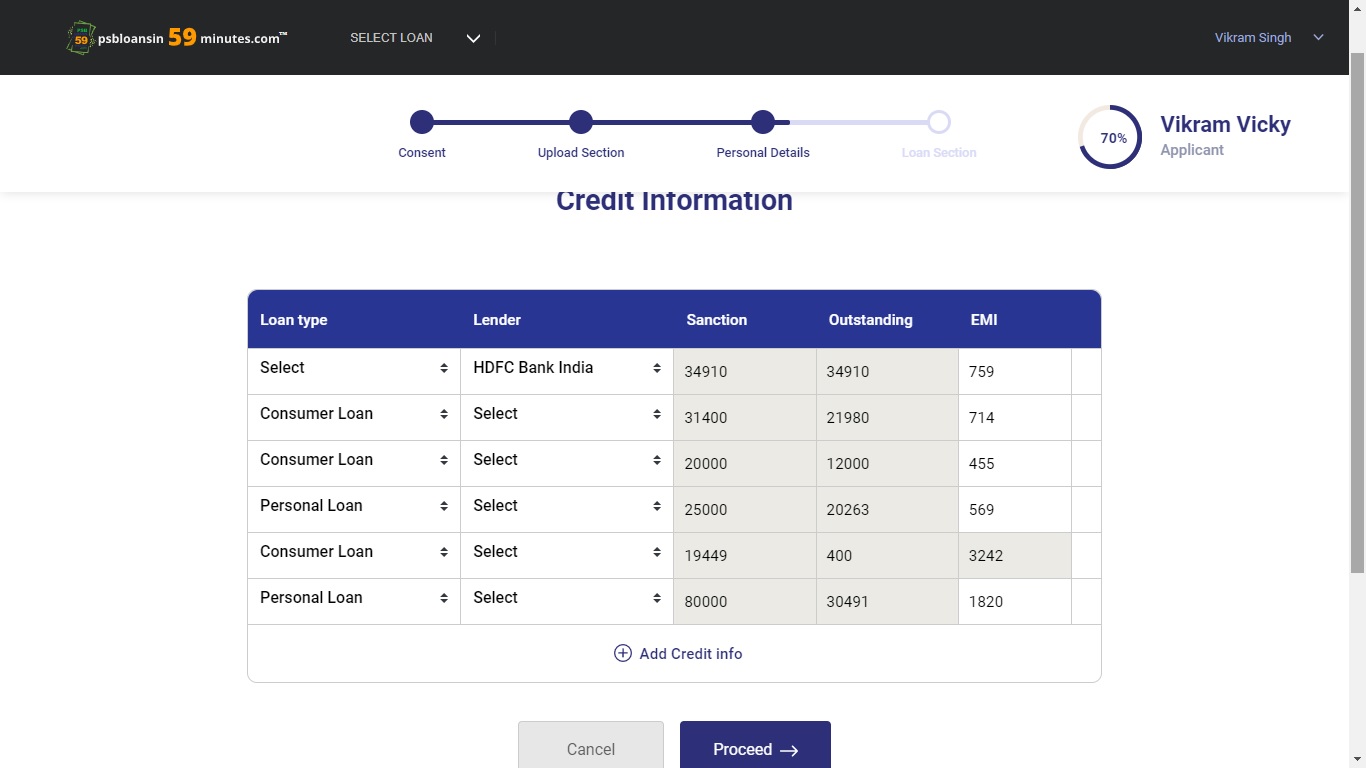 psbloansin 59 minutes.com™ SELECT LOAN Vikram Singh
70% Vikram Vicky
Applicant
Consent Upload Section Personal Details Loan Section
Credit Information
Loan type Lender Sanction Outstanding EMI
Select HDFC Bank India 34910 34910 759
Consumer Loan Select 31400 21980 714
Consumer Loan Select 20000 12000 455
Personal Loan Select 25000 20263 569
Consumer Loan Select 19449 400 3242
Personal Loan Select 80000 30491 1820
Add Credit info
Cancel Proceed →